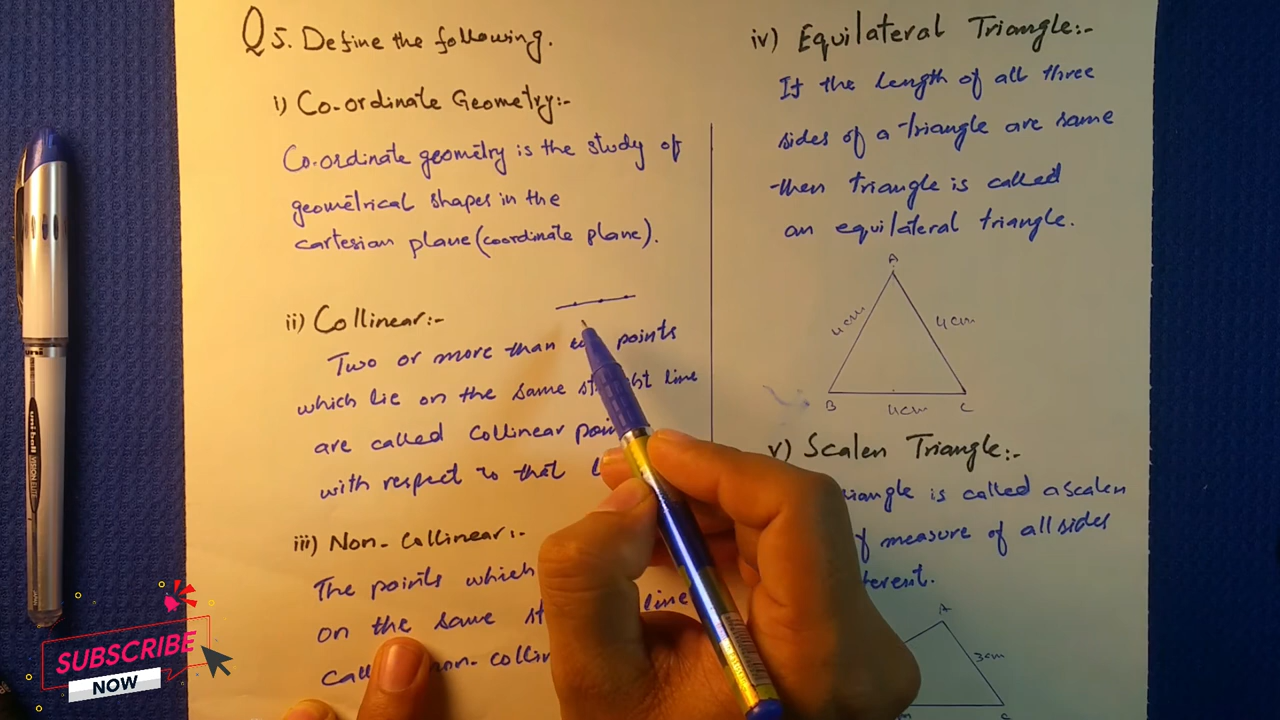 Q5. Define the following.
i) Co-ordinate Geometry:-
Co-ordinate geometry is the study of
geometrical shapes in the
cartesian plane (coordinate plane).
ii) Collinear:-
Two or more than points
which lie on the same line
are called collinear
with respect to that
iii) Non-Collinear:-
The points which
on the same line
non-
iv) Equilateral Triangle:-
If the length of all three
sides of a triangle are same
then triangle is called
an equilateral triangle.
A
4cm 4cm
B 4cm C
v) Scalen Triangle:-
is called a scalen
measure of all sides
A
3cm
C
uni-ball
VISION ELITE
SUBSCRIBE
NOW